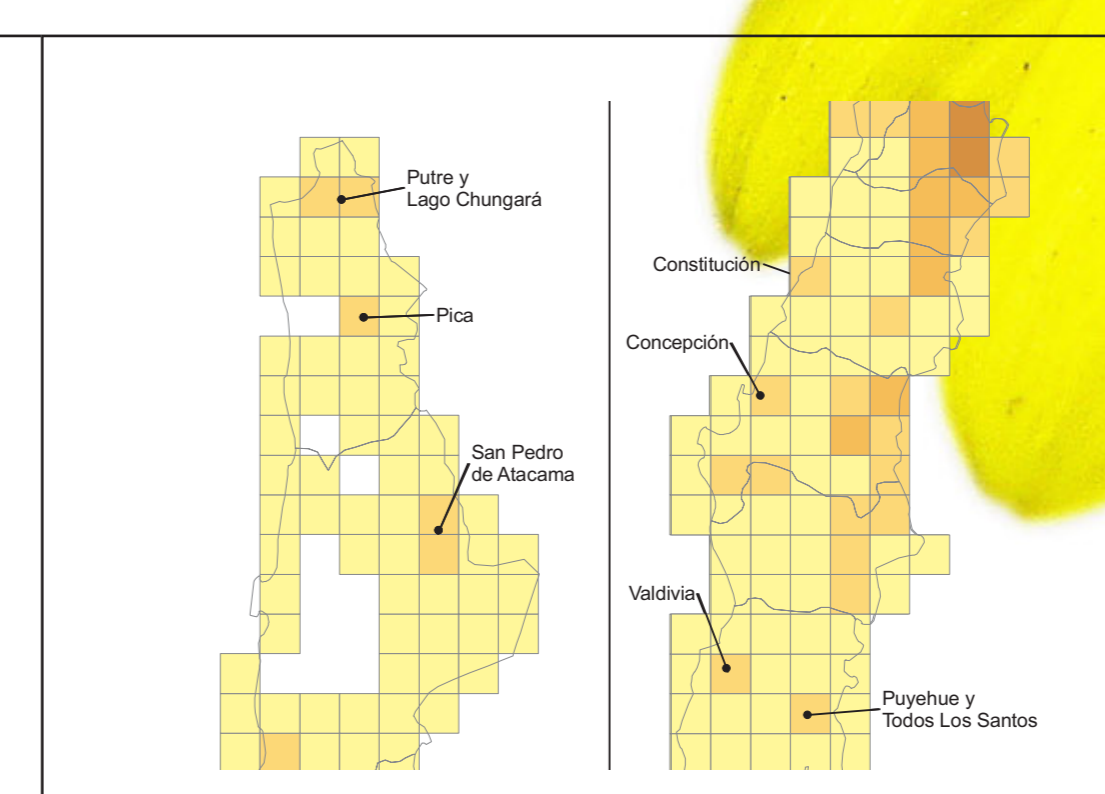 Putre y
Lago Chungará
Pica
San Pedro
de Atacama
Constitución
Concepción
Valdivia
Puyehue y
Todos Los Santos